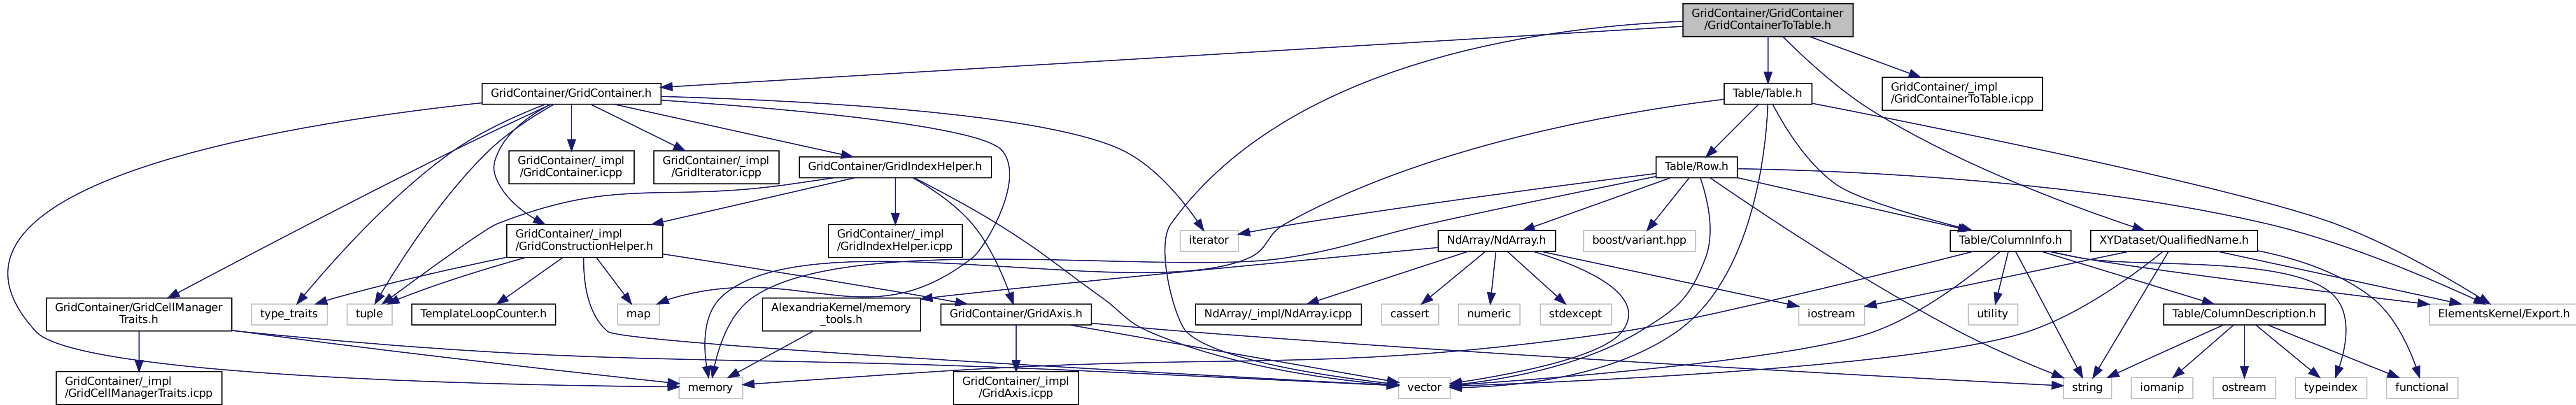 GridContainer/GridContainer
/GridContainerToTable.h
GridContainer/GridContainer.h
Table/Table.h
GridContainer/_impl
/GridContainerToTable.icpp
GridContainer/_impl
/GridContainer.icpp
GridContainer/_impl
/GridIterator.icpp
GridContainer/GridIndexHelper.h
Table/Row.h
GridContainer/_impl
/GridConstructionHelper.h
GridContainer/_impl
/GridIndexHelper.icpp
iterator
NdArray/NdArray.h
boost/variant.hpp
Table/ColumnInfo.h
XYDataset/QualifiedName.h
GridContainer/GridCellManager
Traits.h
type_traits
tuple
TemplateLoopCounter.h
map
AlexandriaKernel/memory
_tools.h
GridContainer/GridAxis.h
NdArray/_impl/NdArray.icpp
cassert
numeric
stdexcept
iostream
utility
Table/ColumnDescription.h
ElementsKernel/Export.h
GridContainer/_impl
/GridCellManagerTraits.icpp
memory
GridContainer/_impl
/GridAxis.icpp
vector
string
iomanip
ostream
typeindex
functional